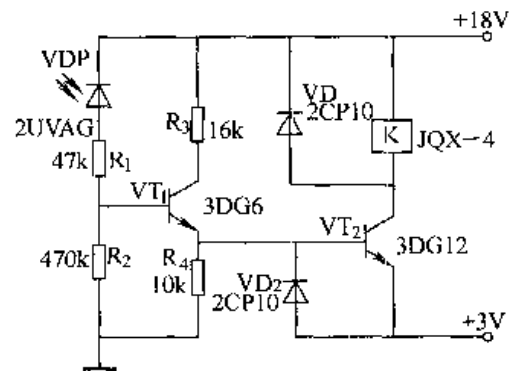 +18V
VDP
2UVAG
47k R₁
470k R₂
R₃ 16k
VT₁ 3DG6
R₄
10k
VD
2CP10
K JQX-4
VT₂ 3DG12
VD₂
2CP10
+3V